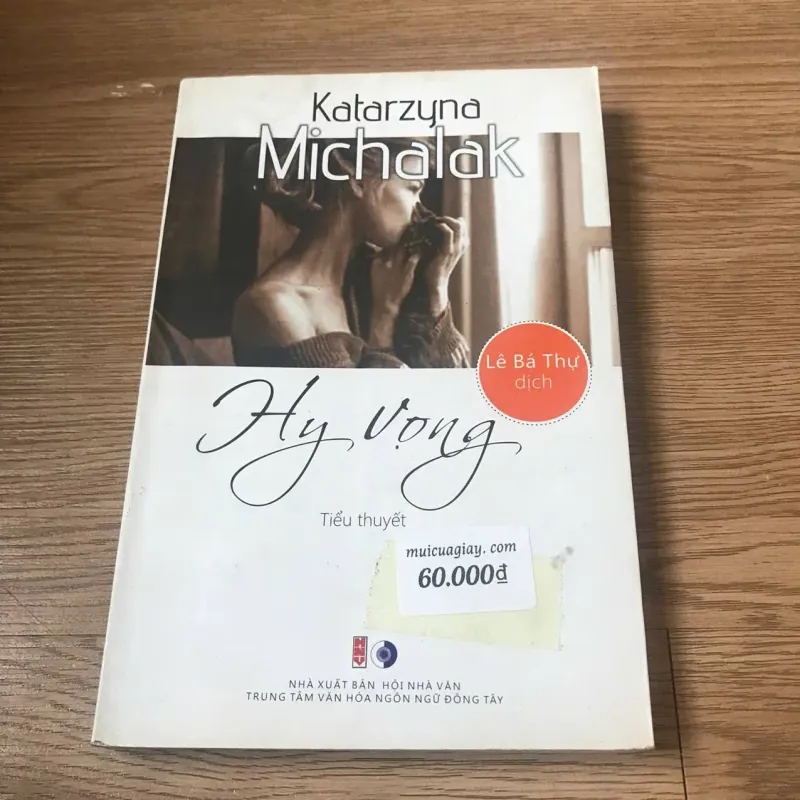 Katarzyna
Michalak
Lê Bá Thự
dịch
Hy vọng
Tiểu thuyết
muicuagiay. com
60.000₫
NHÀ XUẤT BẢN HỘI NHÀ VĂN
TRUNG TÂM VĂN HÓA NGÔN NGỮ ĐÔNG TÂY